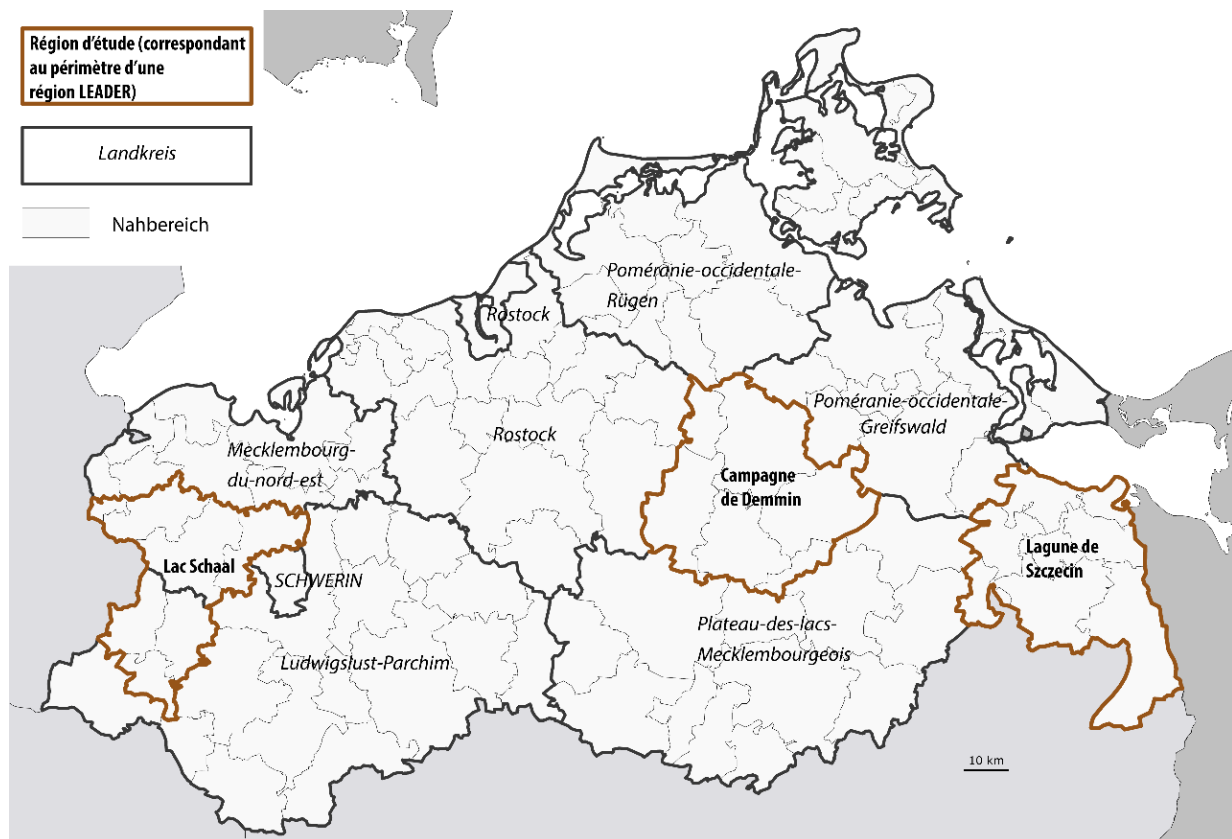 Région d'étude (correspondant
au périmètre d'une
région LEADER)
Landkreis
Nahbereich
Poméranie-occidentale-
Rügen
Rostock
Poméranie-occidentale-
Greifswald
Rostock
Mecklembourg-
du-nord-est
Campagne
de Demmin
Lagune de
Szczecin
Lac Schaal
SCHWERIN
Plateau-des-lacs-
Mecklembourgeois
Ludwigslust-Parchim
10 km